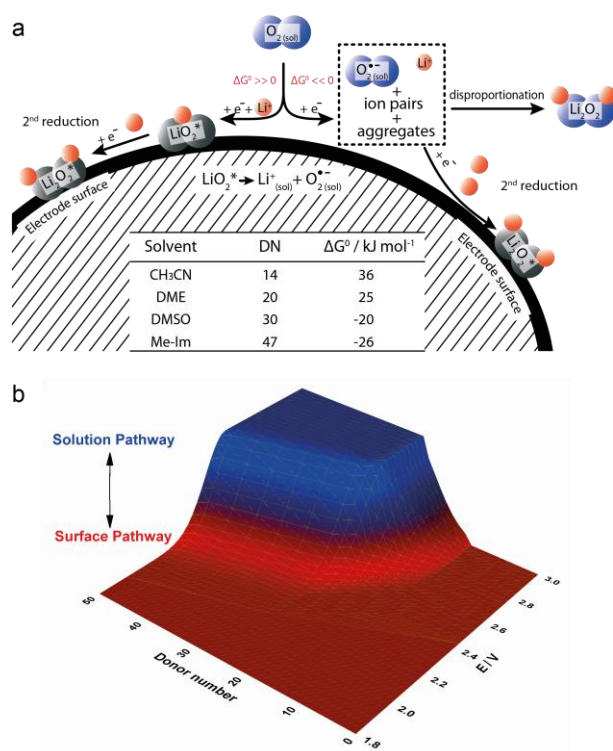 a
O2 (sol)
ΔG⁰ >> 0
ΔG⁰ << 0
+ e⁻ + Li⁺
+ e⁻
O2(sol)•−
Li⁺
+
ion pairs
+
aggregates
disproportionation
Li2O2
2nd reduction
+ e⁻
LiO2*
Li2O2*
Electrode surface
+ e⁻
2nd reduction
Li2O2*
Electrode surface
LiO2* → Li⁺(sol) + O2(sol)•−
Solvent DN ΔG⁰ / kJ mol⁻¹
CH3CN 14 36
DME 20 25
DMSO 30 -20
Me-Im 47 -26
b
Solution Pathway
Surface Pathway
50
40
30
20
10
0
Donor number
1.8
2.0
2.2
2.4
2.6
2.8
3.0
E/V